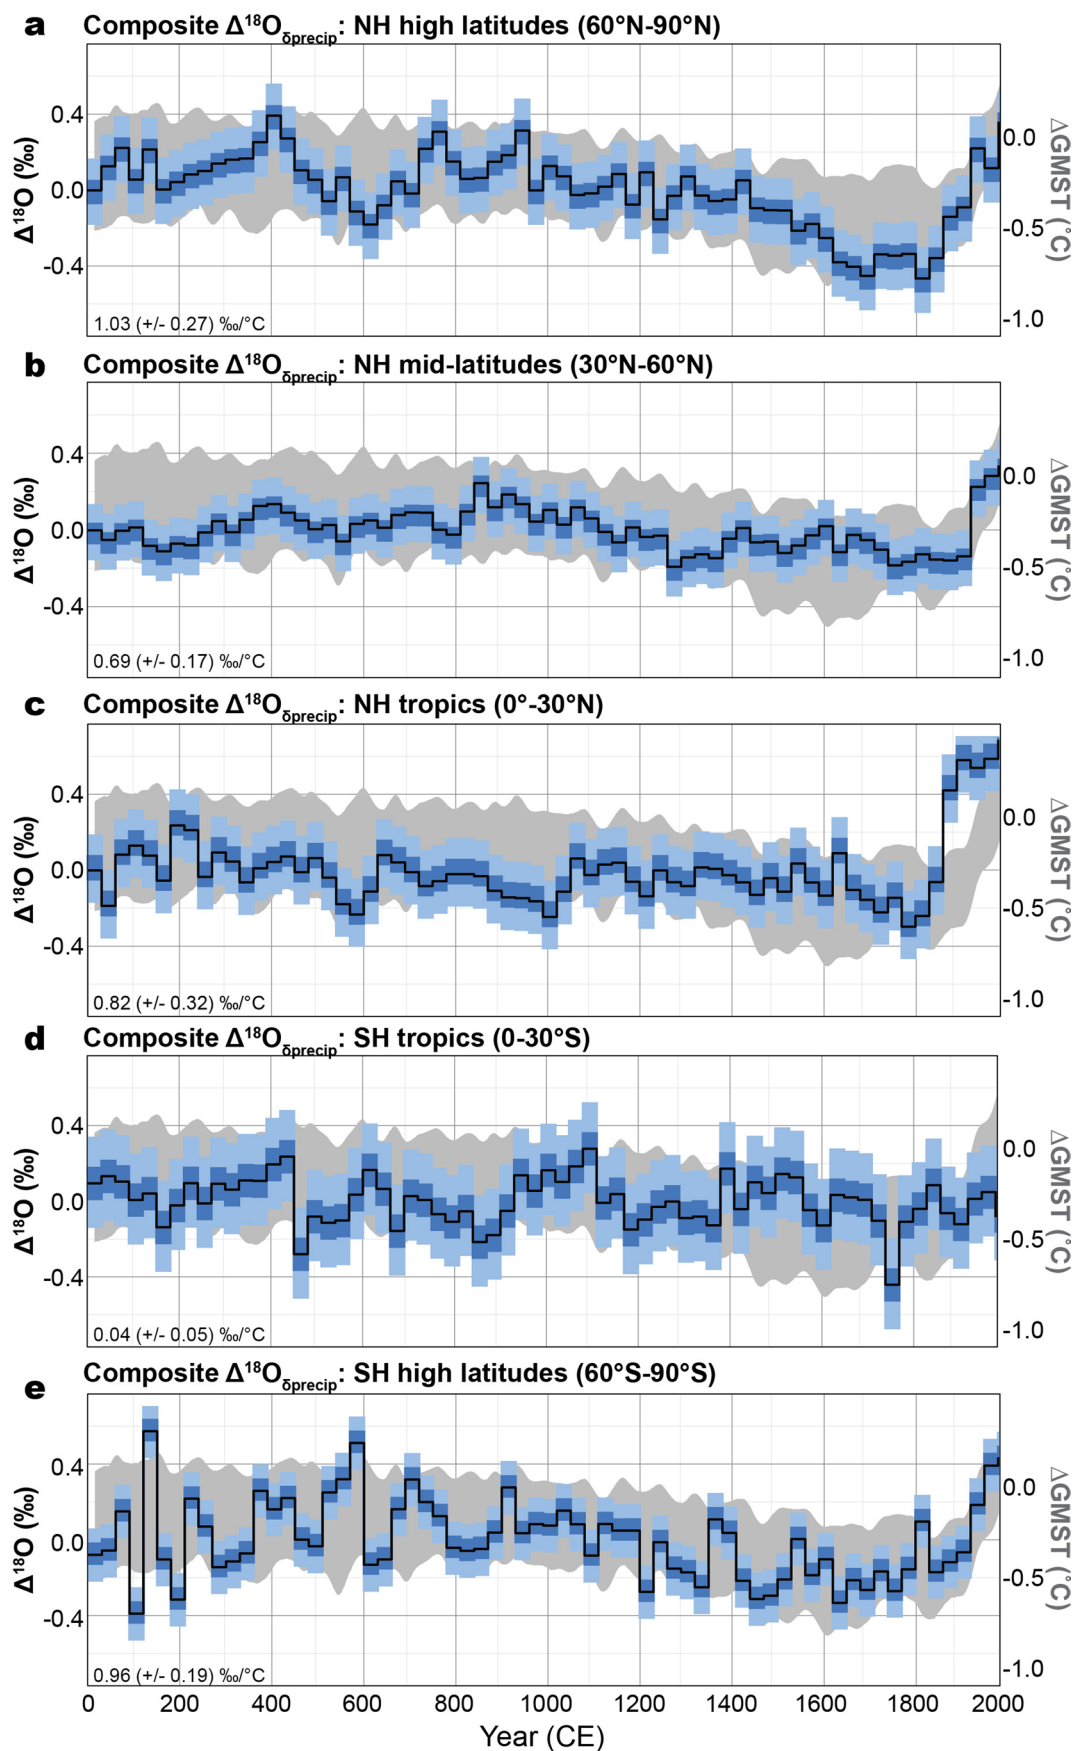 a Composite Δ¹⁸O_δprecip: NH high latitudes (60°N-90°N)
Δ¹⁸O (‰)
0.4
0.0
-0.4
0.0
-0.5
-1.0
ΔGMST (°C)
1.03 (+/- 0.27) ‰/°C
b Composite Δ¹⁸O_δprecip: NH mid-latitudes (30°N-60°N)
Δ¹⁸O (‰)
0.4
0.0
-0.4
0.0
-0.5
-1.0
ΔGMST (°C)
0.69 (+/- 0.17) ‰/°C
c Composite Δ¹⁸O_δprecip: NH tropics (0°-30°N)
Δ¹⁸O (‰)
0.4
0.0
-0.4
0.0
-0.5
-1.0
ΔGMST (°C)
0.82 (+/- 0.32) ‰/°C
d Composite Δ¹⁸O_δprecip: SH tropics (0-30°S)
Δ¹⁸O (‰)
0.4
0.0
-0.4
0.0
-0.5
-1.0
ΔGMST (°C)
0.04 (+/- 0.05) ‰/°C
e Composite Δ¹⁸O_δprecip: SH high latitudes (60°S-90°S)
Δ¹⁸O (‰)
0.4
0.0
-0.4
0.0
-0.5
-1.0
ΔGMST (°C)
0.96 (+/- 0.19) ‰/°C
0 200 400 600 800 1000 1200 1400 1600 1800 2000
Year (CE)